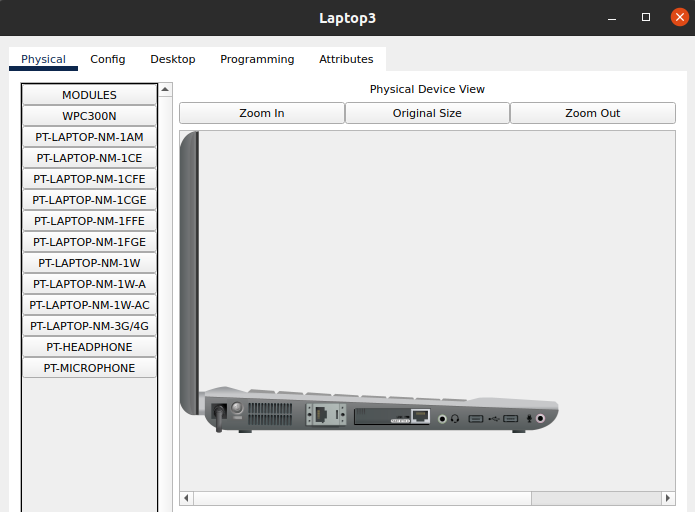 Laptop3
Physical Config Desktop Programming Attributes
MODULES
WPC300N
PT-LAPTOP-NM-1AM
PT-LAPTOP-NM-1CE
PT-LAPTOP-NM-1CFE
PT-LAPTOP-NM-1CGE
PT-LAPTOP-NM-1FFE
PT-LAPTOP-NM-1FGE
PT-LAPTOP-NM-1W
PT-LAPTOP-NM-1W-A
PT-LAPTOP-NM-1W-AC
PT-LAPTOP-NM-3G/4G
PT-HEADPHONE
PT-MICROPHONE
Physical Device View
Zoom In Original Size Zoom Out